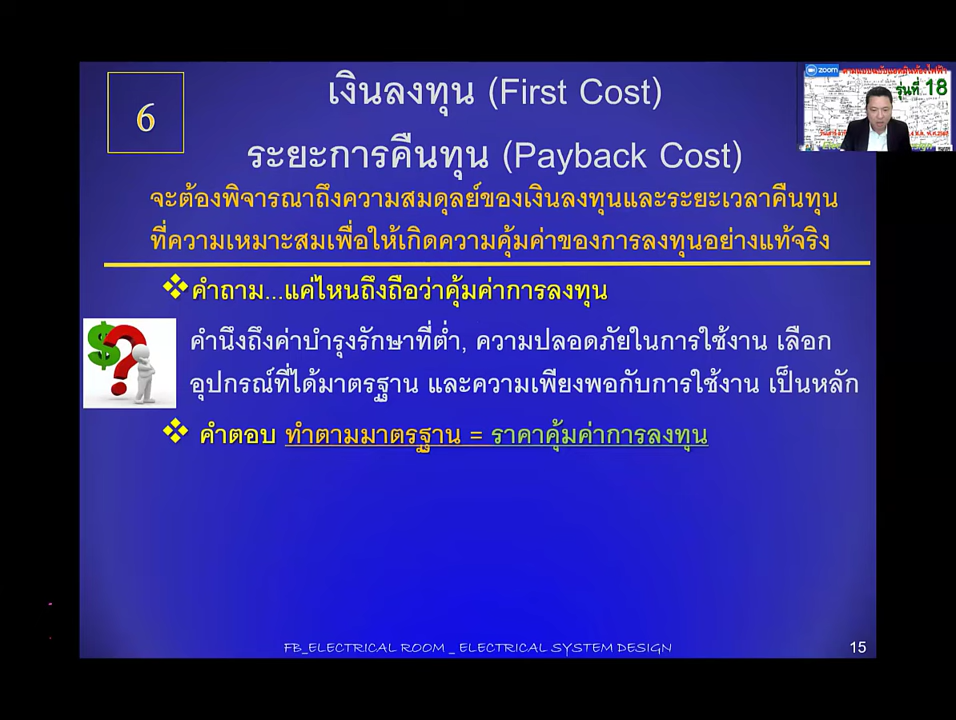 6
เงินลงทุน (First Cost)
ระยะการคืนทุน (Payback Cost)
จะต้องพิจารณาถึงความสมดุลย์ของเงินลงทุนและระยะเวลาคืนทุน
ที่ความเหมาะสมเพื่อให้เกิดความคุ้มค่าของการลงทุนอย่างแท้จริง
คำถาม...แค่ไหนถึงถือว่าคุ้มค่าการลงทุน
คำนึงถึงค่าบำรุงรักษาที่ต่ำ, ความปลอดภัยในการใช้งาน เลือก
อุปกรณ์ที่ได้มาตรฐาน และความเพียงพอกับการใช้งาน เป็นหลัก
คำตอบ ทำตามมาตรฐาน = ราคาคุ้มค่าการลงทุน
FB_ELECTRICAL ROOM _ ELECTRICAL SYSTEM DESIGN
15
zoom
รุ่นที่ 18